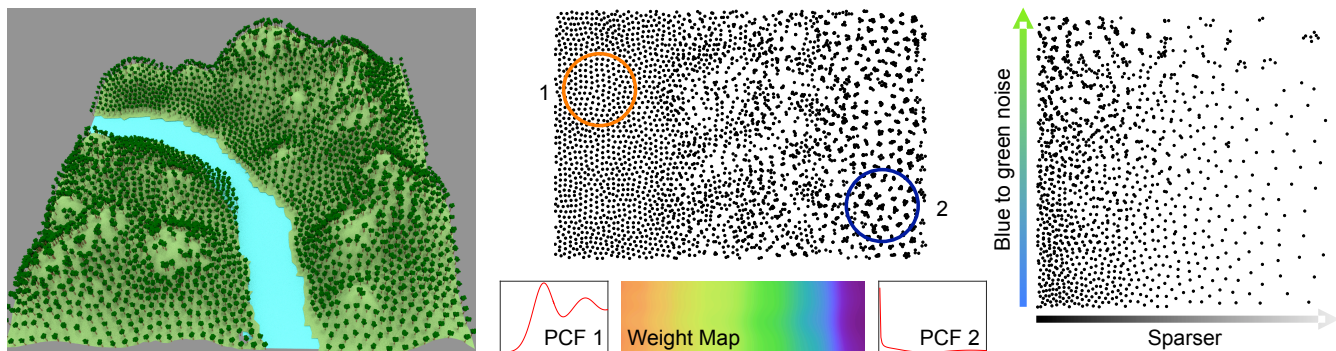 1
2
PCF 1
Weight Map
PCF 2
Blue to green noise
Sparser